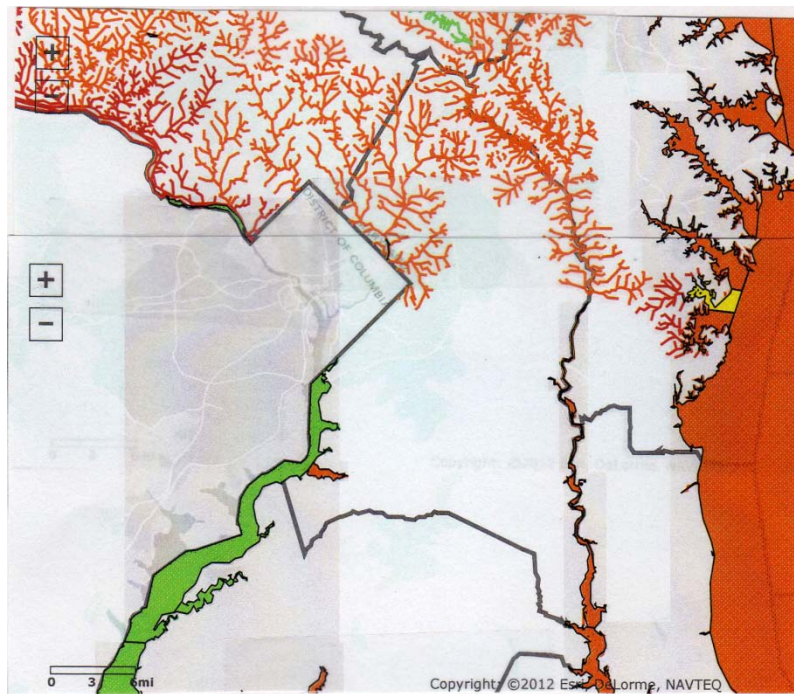 +
−
DISTRICT OF COLUMBIA
+
−
0 3 6mi
Copyright: ©2012 Esri, DeLorme, NAVTEQ